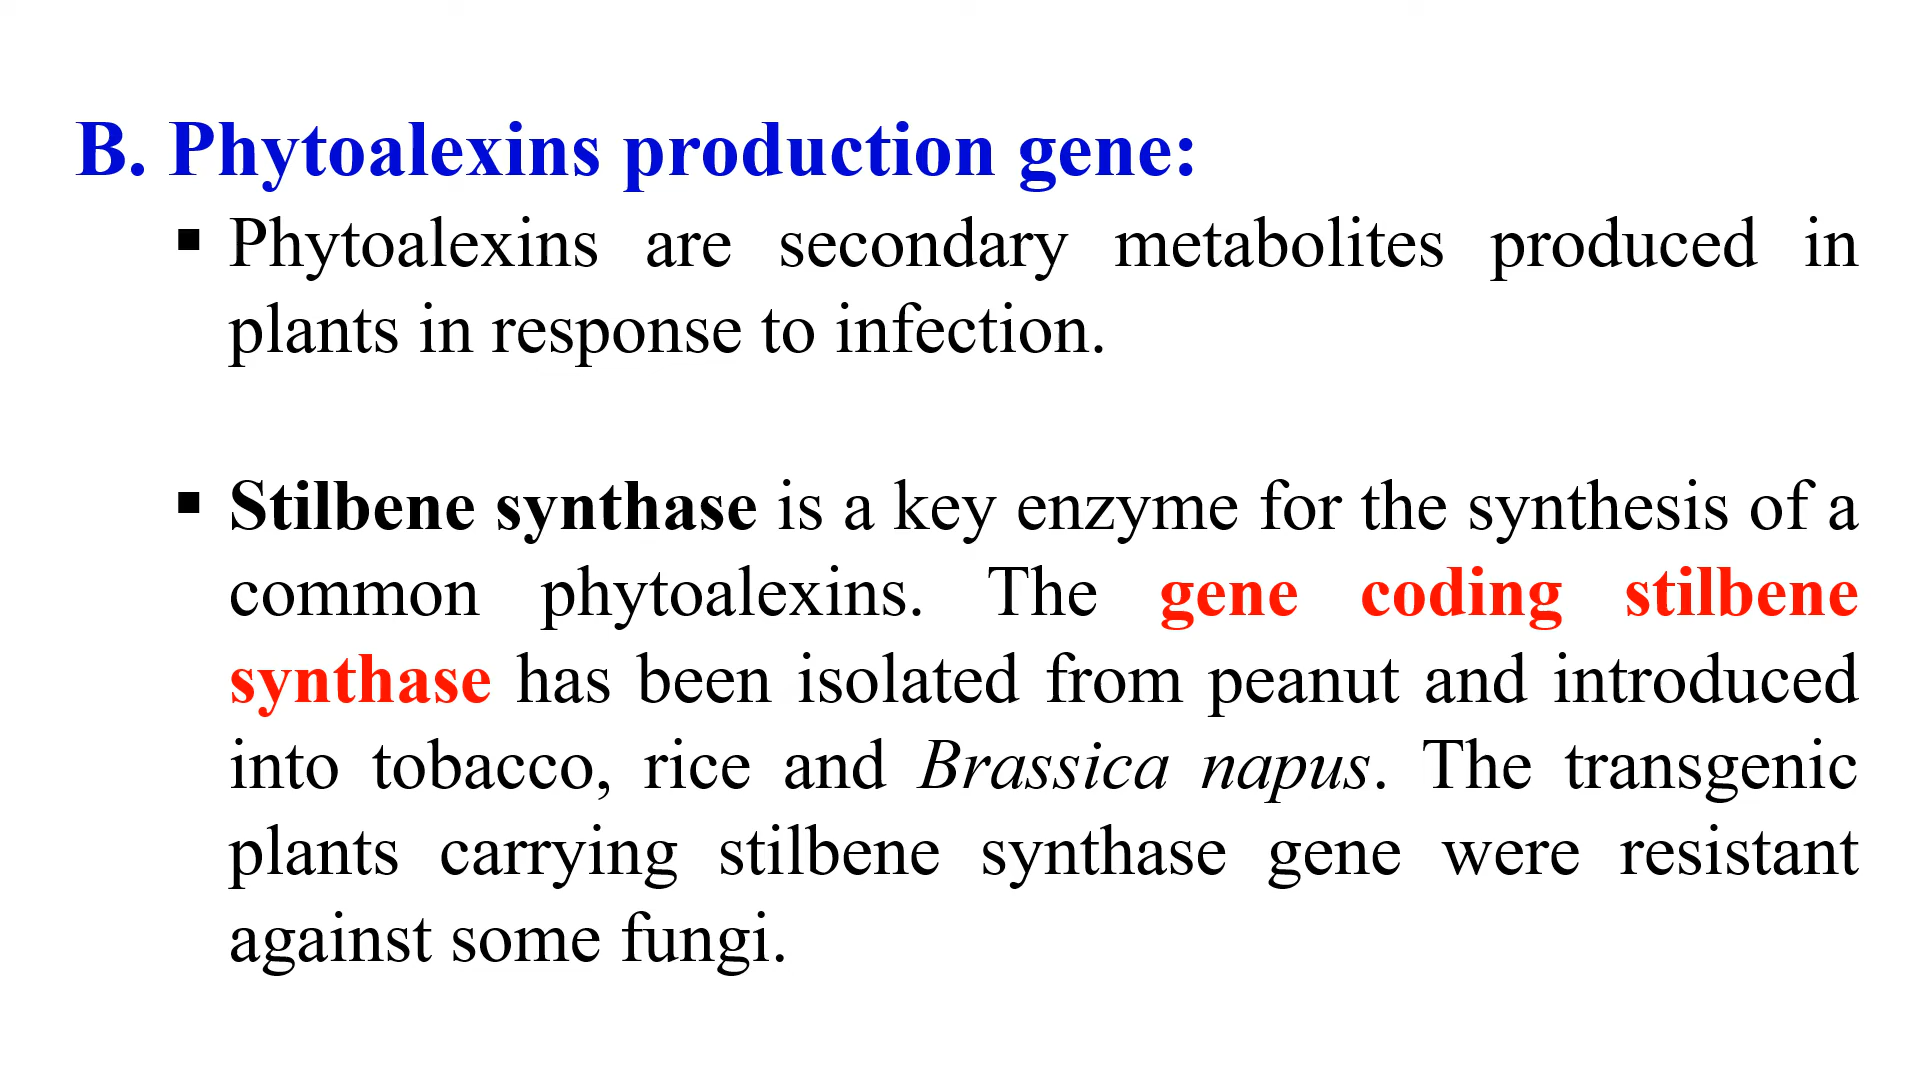 B. Phytoalexins production gene:
▪ Phytoalexins are secondary metabolites produced in
plants in response to infection.
▪ Stilbene synthase is a key enzyme for the synthesis of a
common phytoalexins. The gene coding stilbene
synthase has been isolated from peanut and introduced
into tobacco, rice and Brassica napus. The transgenic
plants carrying stilbene synthase gene were resistant
against some fungi.